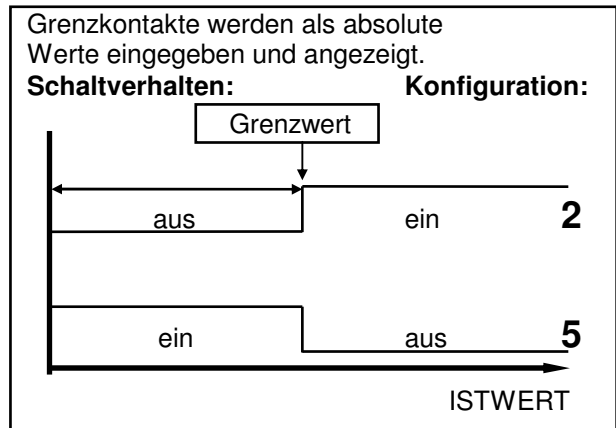 Grenzkontakte werden als absolute
Werte eingegeben und angezeigt.
Schaltverhalten: Konfiguration:
Grenzwert
aus ein 2
ein aus 5
ISTWERT